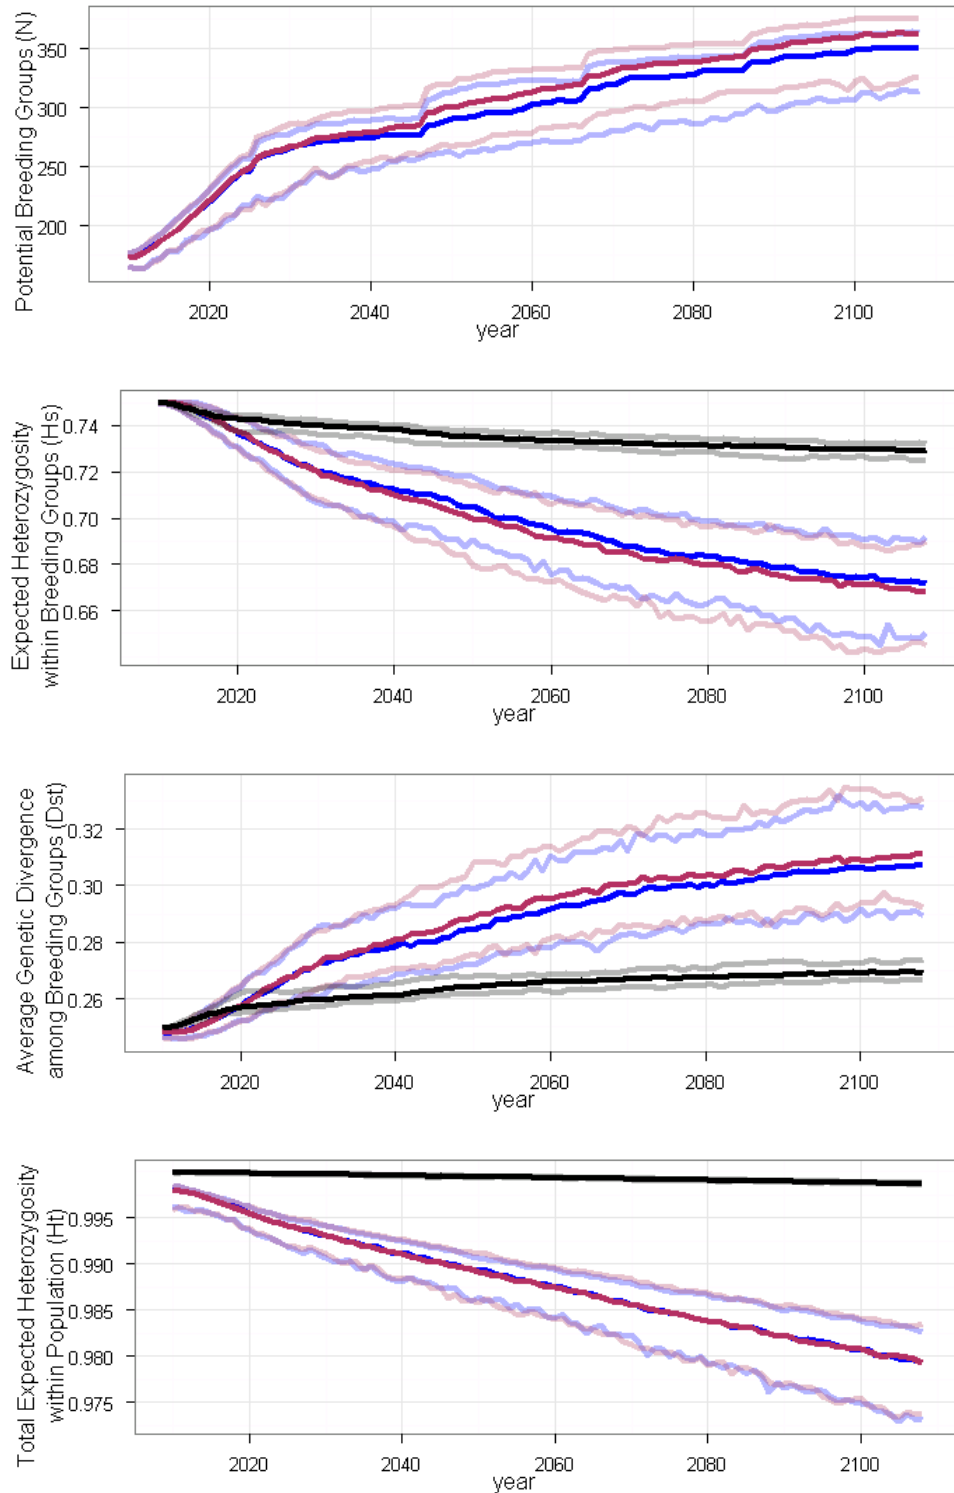 Potential Breeding Groups (N)
350
300
250
200
2020 2040 2060 2080 2100
year
Expected Heterozygosity
within Breeding Groups (Hs)
0.74
0.72
0.70
0.68
0.66
2020 2040 2060 2080 2100
year
Average Genetic Divergence
among Breeding Groups (Dst)
0.32
0.30
0.28
0.26
2020 2040 2060 2080 2100
year
Total Expected Heterozygosity
within Population (Ht)
0.995
0.990
0.985
0.980
0.975
2020 2040 2060 2080 2100
year